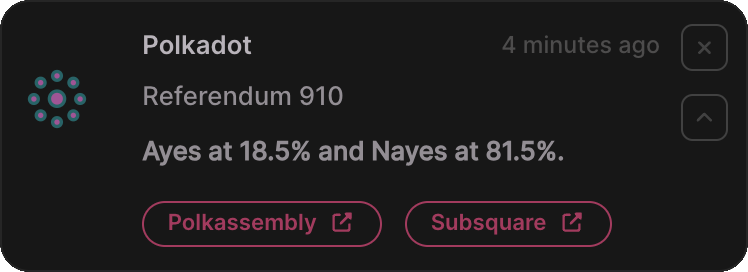 Polkadot 4 minutes ago
Referendum 910
Ayes at 18.5% and Nayes at 81.5%.
Polkassembly Subsquare